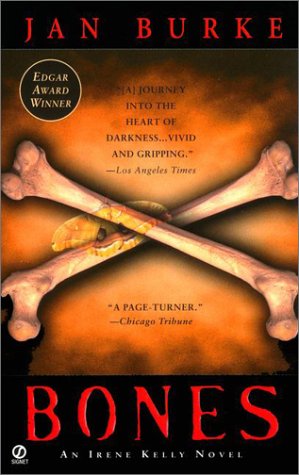 JAN BURKE
EDGAR
AWARD
WINNER
"[A] JOURNEY
INTO THE
HEART OF
DARKNESS...VIVID
AND GRIPPING."
—Los Angeles Times
"A PAGE-TURNER."
—Chicago Tribune
BONES
SIGNET
AN IRENE KELLY NOVEL